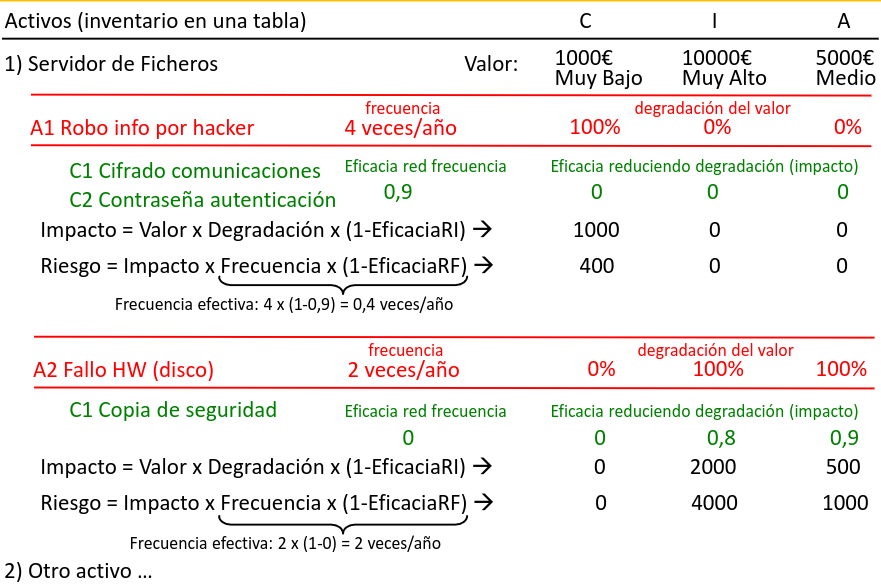 Activos (inventario en una tabla) C I A
1) Servidor de Ficheros Valor: 1000€ 10000€ 5000€
Muy Bajo Muy Alto Medio
frecuencia degradación del valor
A1 Robo info por hacker 4 veces/año 100% 0% 0%
C1 Cifrado comunicaciones Eficacia red frecuencia Eficacia reduciendo degradación (impacto)
C2 Contraseña autenticación 0,9 0 0 0
Impacto = Valor x Degradación x (1-EficaciaRI) → 1000 0 0
Riesgo = Impacto x Frecuencia x (1-EficaciaRF) → 400 0 0
Frecuencia efectiva: 4 x (1-0,9) = 0,4 veces/año
frecuencia degradación del valor
A2 Fallo HW (disco) 2 veces/año 0% 100% 100%
C1 Copia de seguridad Eficacia red frecuencia Eficacia reduciendo degradación (impacto)
0 0 0,8 0,9
Impacto = Valor x Degradación x (1-EficaciaRI) → 0 2000 500
Riesgo = Impacto x Frecuencia x (1-EficaciaRF) → 0 4000 1000
Frecuencia efectiva: 2 x (1-0) = 2 veces/año
2) Otro activo ...